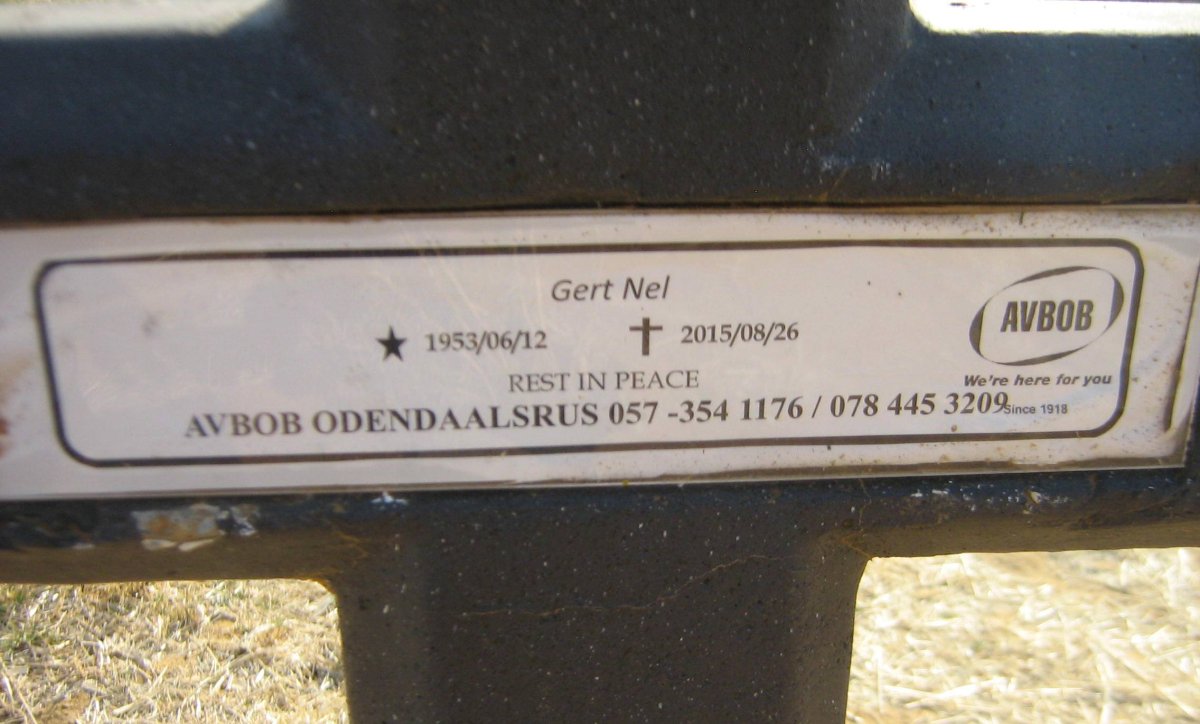 Gert Nel
★ 1953/06/12 ✝ 2015/08/26
REST IN PEACE
AVBOB ODENDAALSRUS 057 -354 1176 / 078 445 3209
AVBOB
We're here for you
Since 1918